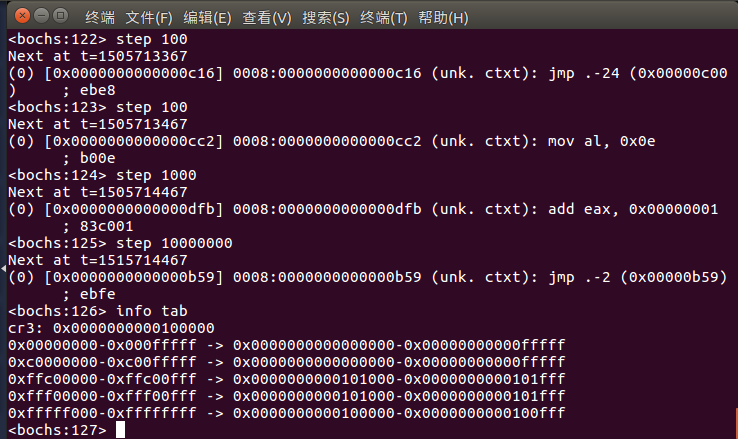 终端 文件(F) 编辑(E) 查看(V) 搜索(S) 终端(T) 帮助(H)
<bochs:122> step 100
Next at t=1505713367
(0) [0x0000000000000c16] 0008:0000000000000c16 (unk. ctxt): jmp .-24 (0x00000c00
)      ; ebe8
<bochs:123> step 100
Next at t=1505713467
(0) [0x0000000000000cc2] 0008:0000000000000cc2 (unk. ctxt): mov al, 0x0e
       ; b00e
<bochs:124> step 1000
Next at t=1505714467
(0) [0x0000000000000dfb] 0008:0000000000000dfb (unk. ctxt): add eax, 0x00000001
       ; 83c001
<bochs:125> step 10000000
Next at t=1515714467
(0) [0x0000000000000b59] 0008:0000000000000b59 (unk. ctxt): jmp .-2 (0x00000b59)
       ; ebfe
<bochs:126> info tab
cr3: 0x0000000000100000
0x00000000-0x000fffff -> 0x0000000000000000-0x00000000000fffff
0xc0000000-0xc00fffff -> 0x0000000000000000-0x00000000000fffff
0xffc00000-0xffc00fff -> 0x0000000000101000-0x0000000000101fff
0xfff00000-0xfff00fff -> 0x0000000000101000-0x0000000000101fff
0xfffff000-0xffffffff -> 0x0000000000100000-0x0000000000100fff
<bochs:127>